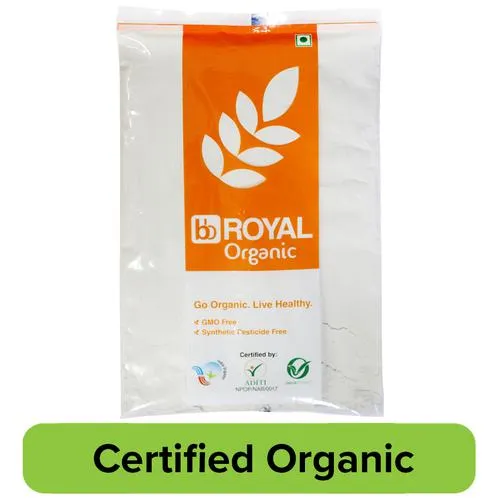 bb ROYAL
Organic
Go Organic. Live Healthy.
✓ GMO Free
✓ Synthetic Pesticide Free
Certified by:
ADITI
NPOP/NAB/0017
Certified Organic